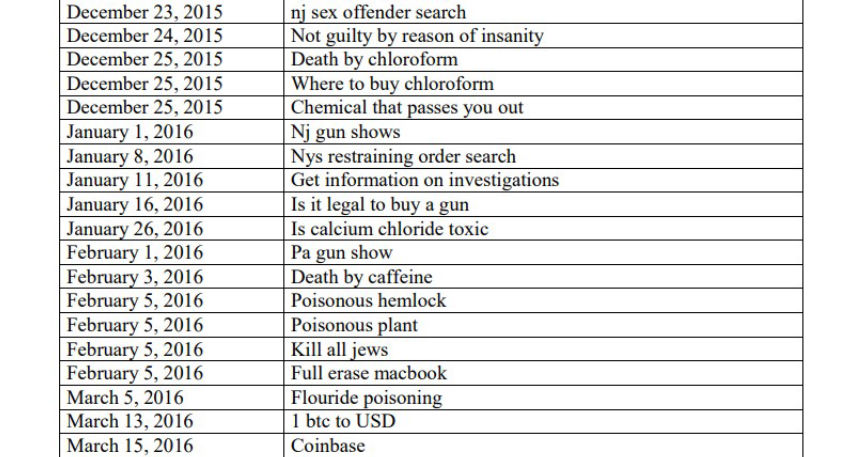 December 23, 2015 nj sex offender search
December 24, 2015 Not guilty by reason of insanity
December 25, 2015 Death by chloroform
December 25, 2015 Where to buy chloroform
December 25, 2015 Chemical that passes you out
January 1, 2016 Nj gun shows
January 8, 2016 Nys restraining order search
January 11, 2016 Get information on investigations
January 16, 2016 Is it legal to buy a gun
January 26, 2016 Is calcium chloride toxic
February 1, 2016 Pa gun show
February 3, 2016 Death by caffeine
February 5, 2016 Poisonous hemlock
February 5, 2016 Poisonous plant
February 5, 2016 Kill all jews
February 5, 2016 Full erase macbook
March 5, 2016 Flouride poisoning
March 13, 2016 1 btc to USD
March 15, 2016 Coinbase